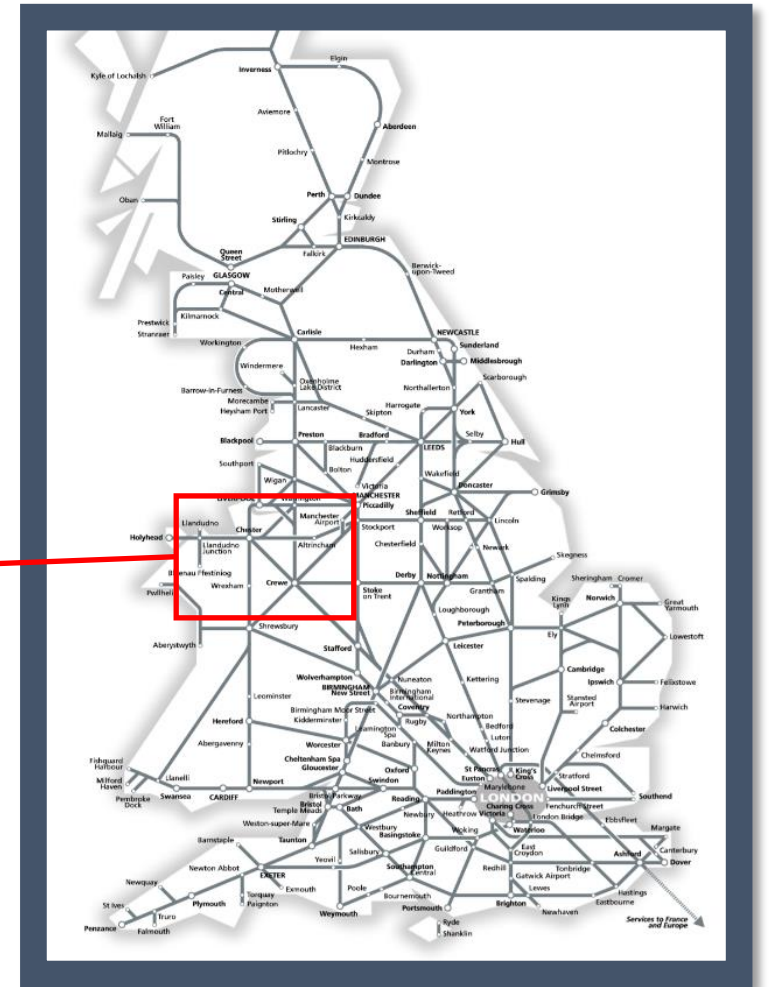 Elgin
Inverness
Kyle of Lochalsh
Aviemore
Fort
William
Mallaig
Aberdeen
Pitlochry
Montrose
Perth
Dundee
Oban
Stirling
Kirkcaldy
EDINBURGH
Queen
Street
Falkirk
Berwick-
upon-Tweed
Paisley
GLASGOW
Central
Motherwell
Kilmarnock
Prestwick
Stranraer
Carlisle
NEWCASTLE
Workington
Hexham
Sunderland
Durham
Darlington
Middlesbrough
Windermere
Oxenholme
Lake District
Scarborough
Barrow-in-Furness
Northallerton
Morecambe
Lancaster
Harrogate
Heysham Port
Skipton
York
Blackpool
Preston
Bradford
Selby
Hull
Blackburn
LEEDS
Huddersfield
Southport
Bolton
Wakefield
Wigan
Victoria
Doncaster
Grimsby
MANCHESTER
Piccadilly
Manchester
Airport
Sheffield
Retford
Llandudno
Stockport
Worksop
Lincoln
Holyhead
Chester
Llandudno
Junction
Altrincham
Chesterfield
Newark
Skegness
Pwllheli
Wrexham
Crewe
Stoke
on Trent
Derby
Nottingham
Grantham
Spalding
Sheringham
Cromer
Kings
Lynn
Norwich
Great
Yarmouth
Loughborough
Peterborough
Shrewsbury
Ely
Lowestoft
Aberystwyth
Stafford
Leicester
Wolverhampton
Nuneaton
Cambridge
BIRMINGHAM
New Street
Birmingham
International
Kettering
Ipswich
Felixstowe
Leominster
Coventry
Stansted
Airport
Birmingham Moor Street
Stevenage
Harwich
Hereford
Kidderminster
Rugby
Northampton
Leamington
Spa
Bedford
Colchester
Abergavenny
Worcester
Banbury
Milton
Keynes
Luton
Watford Junction
Chelmsford
Fishguard
Harbour
Cheltenham Spa
Gloucester
Oxford
St Pancras
King's
Cross
Euston
Stratford
Milford
Haven
Llanelli
Newport
Swindon
Marylebone
Liverpool Street
Pembroke
Dock
Swansea
CARDIFF
Bristol Parkway
Paddington
LONDON
Southend
Bristol
Temple Meads
Bath
Reading
Charing Cross
Fenchurch Street
Newbury
Heathrow
Victoria
London Bridge
Ebbsfleet
Weston-super-Mare
Westbury
Basingstoke
Woking
Waterloo
Margate
Barnstaple
Taunton
Salisbury
Guildford
East
Croydon
Canterbury
Yeovil
Ashford
Dover
Newton Abbot
EXETER
Southampton
Central
Redhill
Tonbridge
Gatwick Airport
Newquay
Exmouth
Poole
Lewes
Hastings
St Ives
Torquay
Paignton
Bournemouth
Eastbourne
Plymouth
Portsmouth
Brighton
Newhaven
Truro
Weymouth
Penzance
Falmouth
Ryde
Shanklin
Services to France
and Europe